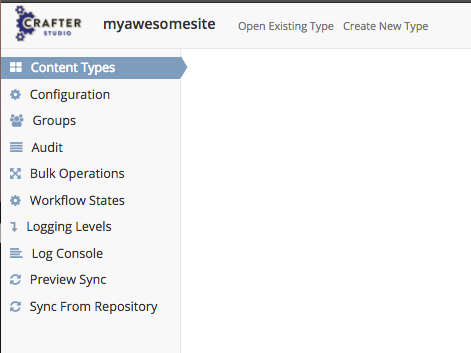 CRAFTER
STUDIO
myawesomesite
Open Existing Type
Create New Type
Content Types
Configuration
Groups
Audit
Bulk Operations
Workflow States
Logging Levels
Log Console
Preview Sync
Sync From Repository